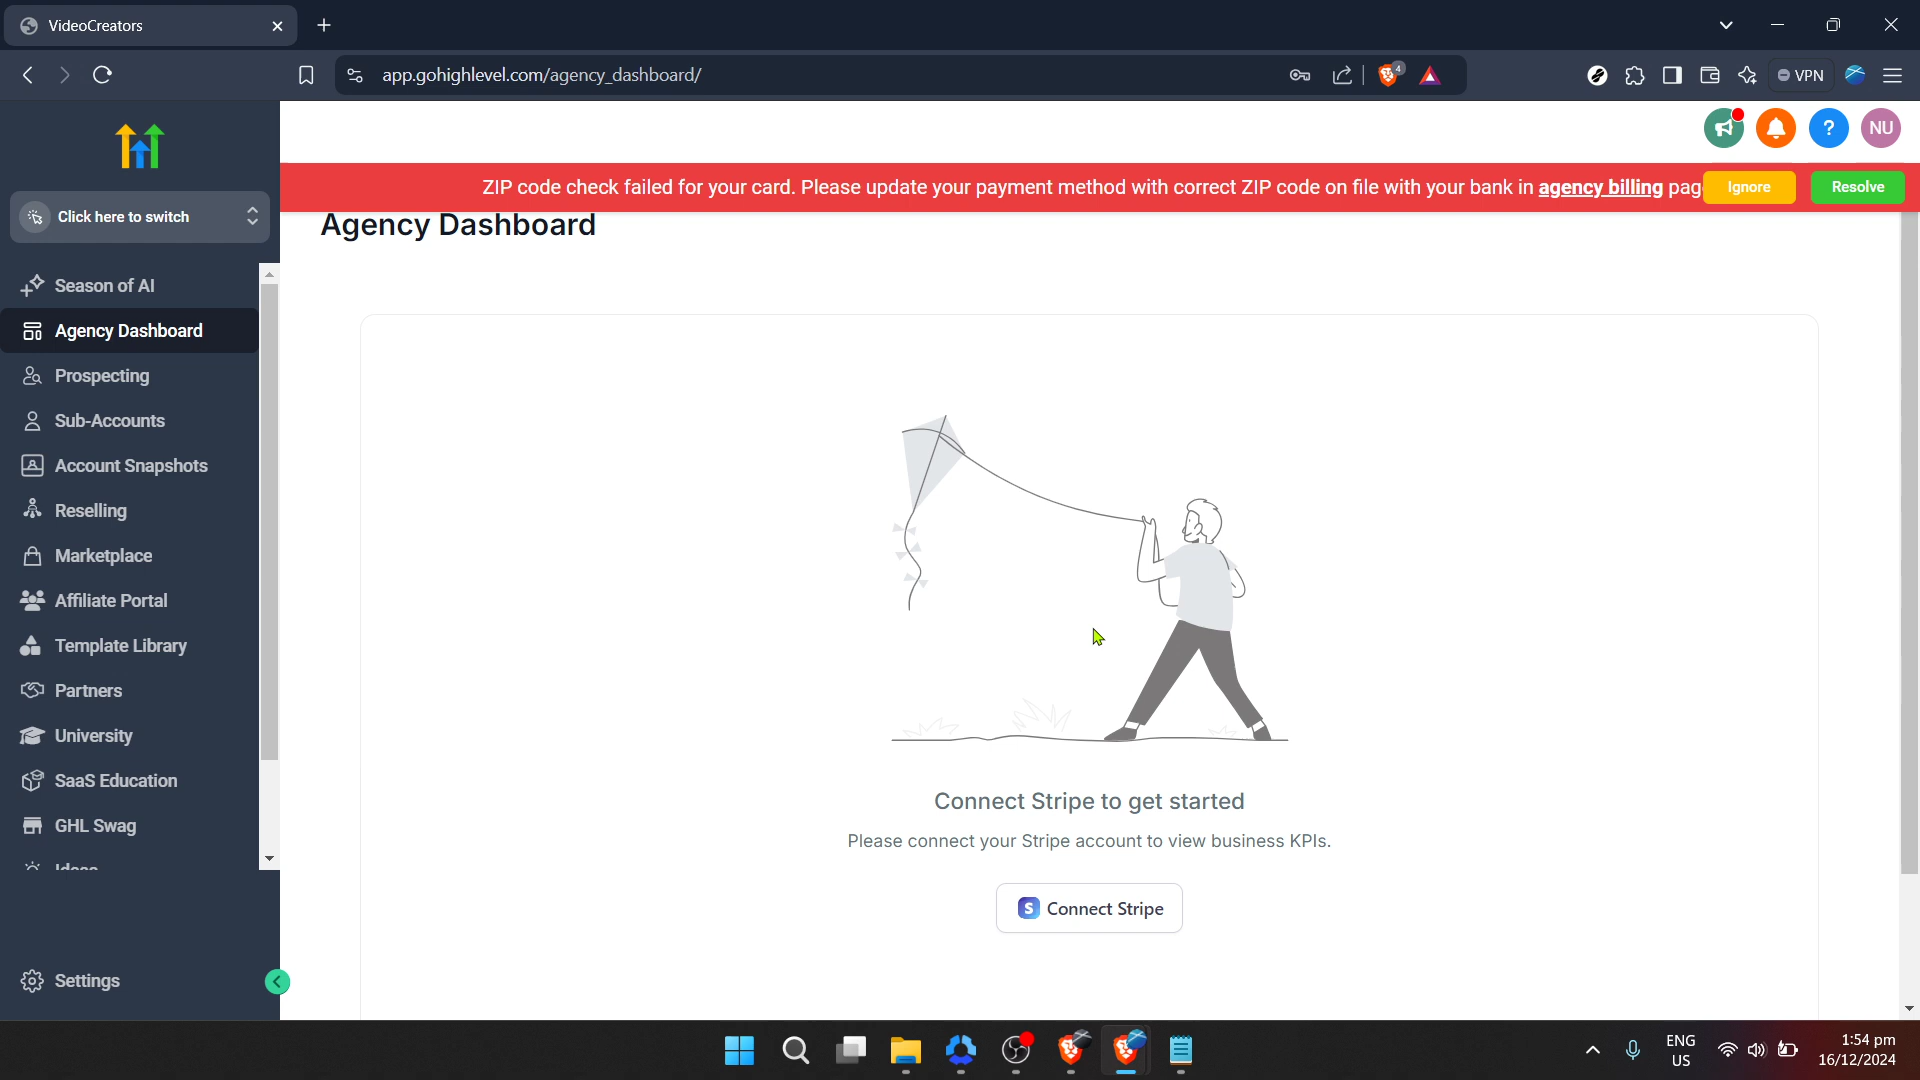 VideoCreators
app.gohighlevel.com/agency_dashboard/
4
VPN
NU
ZIP code check failed for your card. Please update your payment method with correct ZIP code on file with your bank in agency billing pag
Ignore
Resolve
Click here to switch
Agency Dashboard
Season of AI
Agency Dashboard
Prospecting
Sub-Accounts
Account Snapshots
Reselling
Marketplace
Affiliate Portal
Template Library
Partners
University
SaaS Education
GHL Swag
Ideas
Settings
Connect Stripe to get started
Please connect your Stripe account to view business KPIs.
S Connect Stripe
ENG
US
1:54 pm
16/12/2024